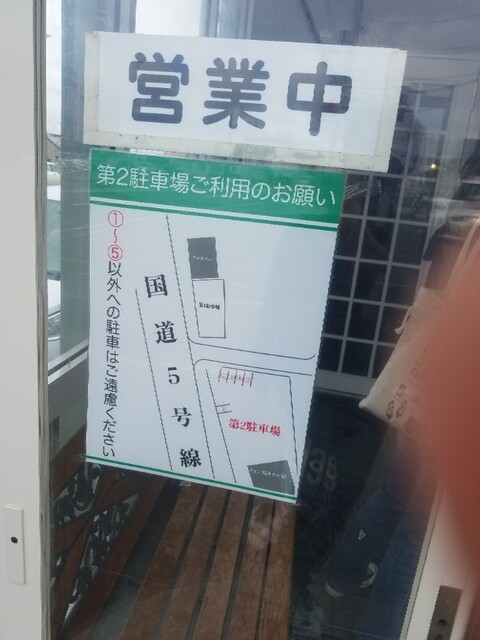 営業中
第2駐車場ご利用のお願い
①~⑤以外への駐車はご遠慮ください
国道5号線
第2駐車場